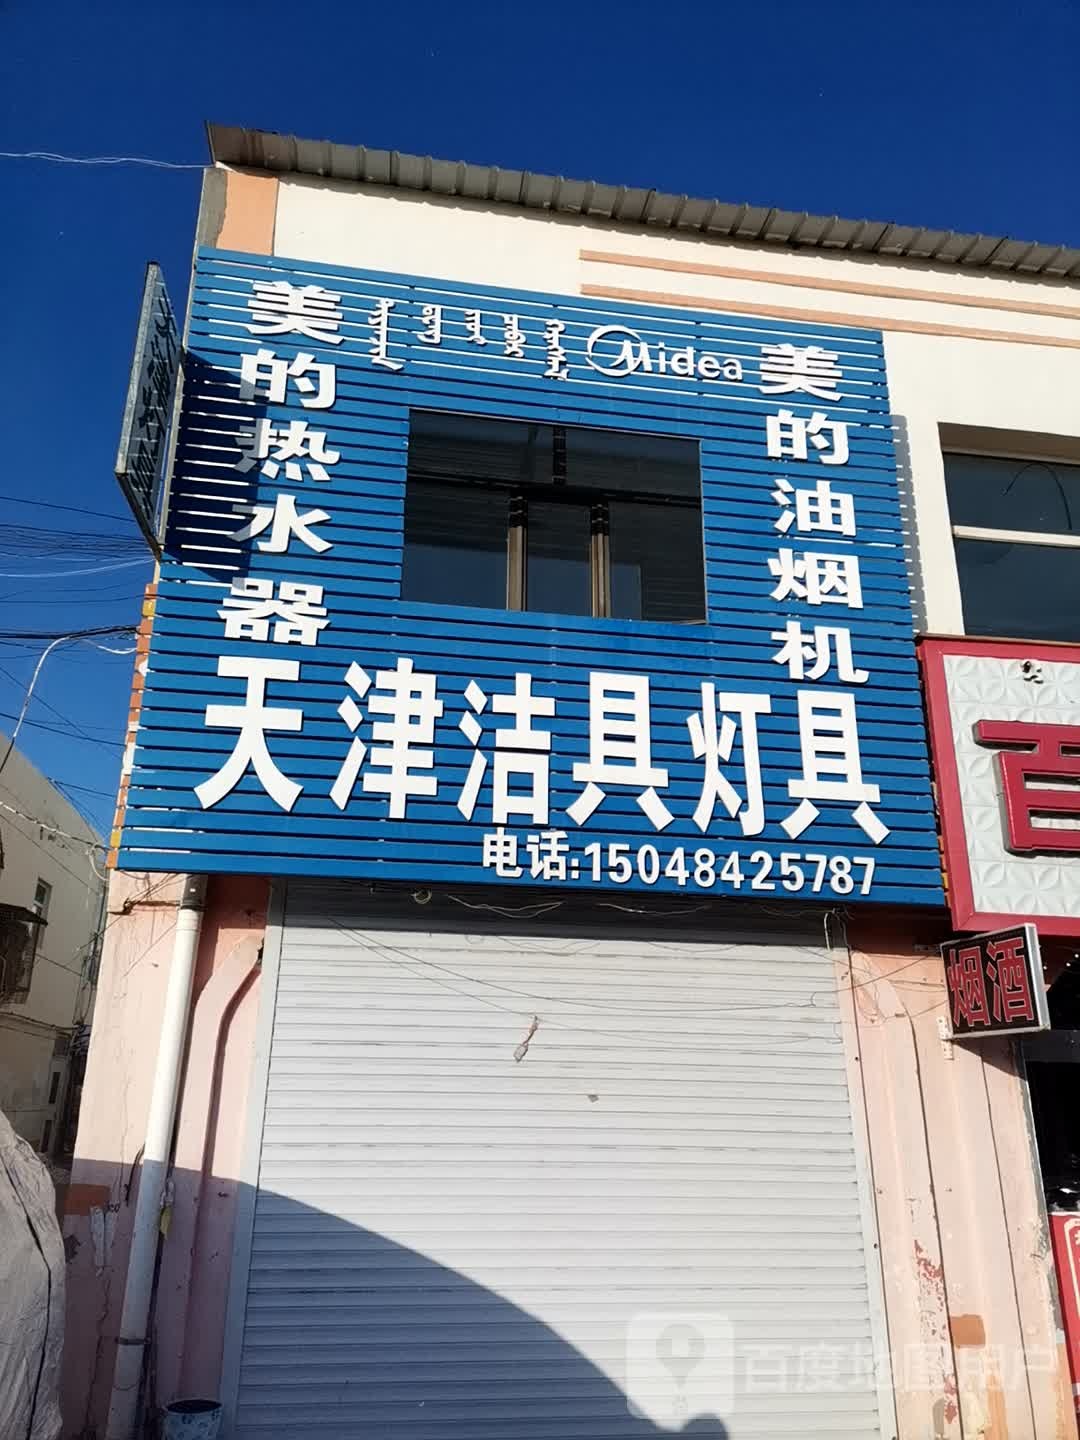 美的热水器
Midea
美的油烟机
天津洁具灯具
电话:15048425787
百
烟酒
百度地图用户